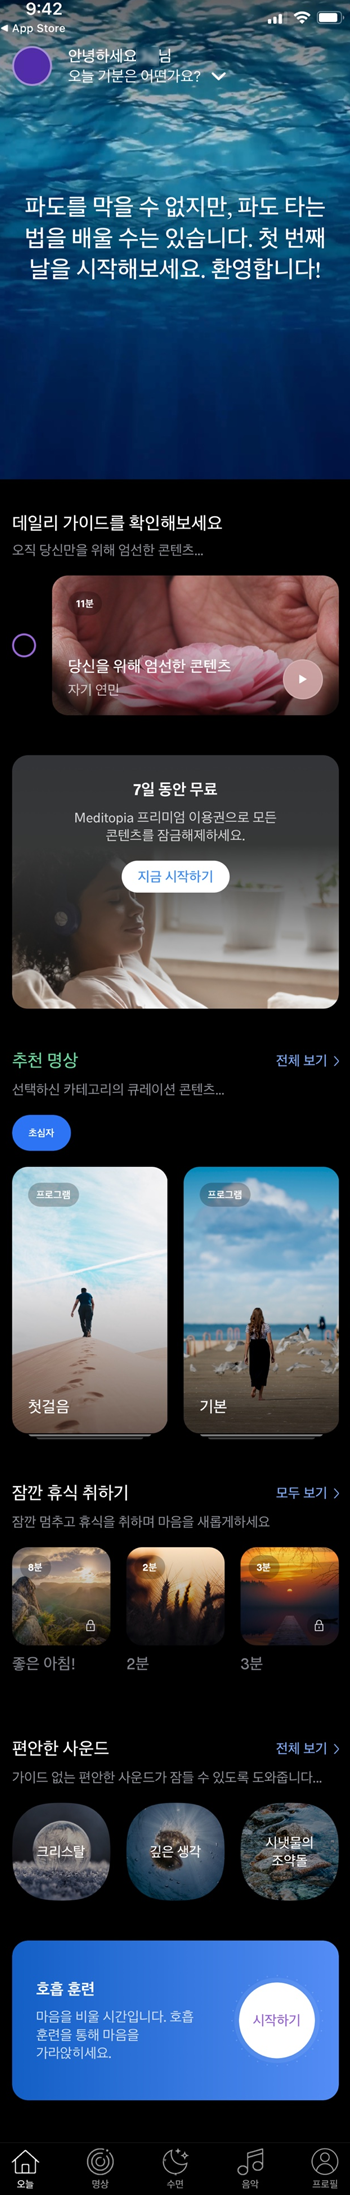 9:42
App Store
안녕하세요 님
오늘 기분은 어떤가요?
파도를 막을 수 없지만, 파도 타는
법을 배울 수는 있습니다. 첫 번째
날을 시작해보세요. 환영합니다!
데일리 가이드를 확인해보세요
오직 당신만을 위해 엄선한 콘텐츠...
11분
당신을 위해 엄선한 콘텐츠
자기 연민
7일 동안 무료
Meditopia 프리미엄 이용권으로 모든
콘텐츠를 잠금해제하세요.
지금 시작하기
추천 명상 전체 보기
선택하신 카테고리의 큐레이션 콘텐츠...
초심자
프로그램 프로그램
첫걸음 기본
잠깐 휴식 취하기 모두 보기
잠깐 멈추고 휴식을 취하며 마음을 새롭게하세요
8분 2분 3분
좋은 아침! 2분 3분
편안한 사운드 전체 보기
가이드 없는 편안한 사운드가 잠들 수 있도록 도와줍니다...
크리스탈 깊은 생각 시냇물의
조약돌
호흡 훈련
마음을 비울 시간입니다. 호흡
훈련을 통해 마음을
가라앉히세요.
시작하기
오늘 명상 수면 음악 프로필